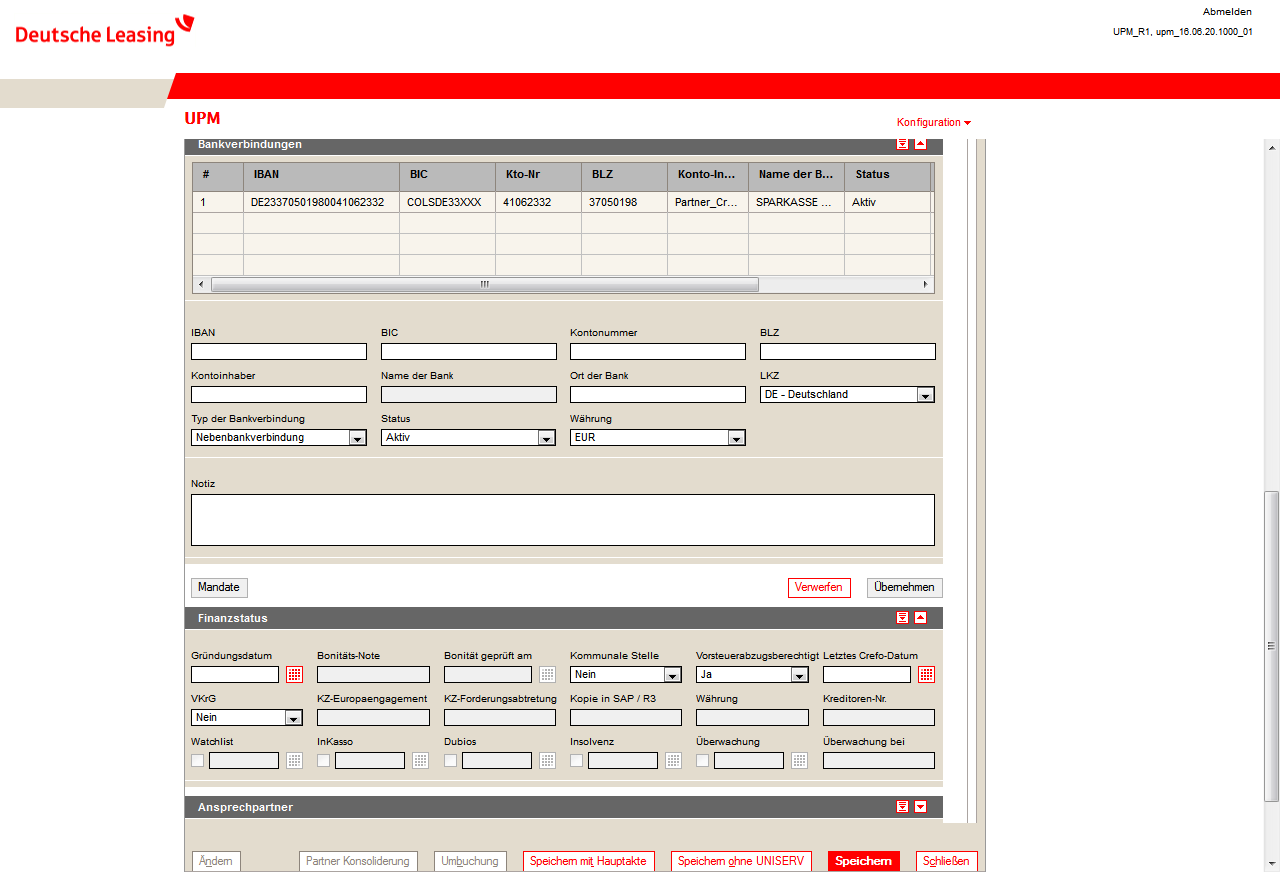 Deutsche Leasing
Abmelden
UPM_R1, upm_16.06.20.1000_01
UPM
Konfiguration
Bankverbindungen
# IBAN BIC Kto-Nr BLZ Konto-In... Name der B... Status
1 DE23370501980041062332 COLSDE33XXX 41062332 37050198 Partner_Cr... SPARKASSE ... Aktiv
IBAN BIC Kontonummer BLZ
Kontoinhaber Name der Bank Ort der Bank LKZ
DE - Deutschland
Typ der Bankverbindung Status Währung
Nebenbankverbindung Aktiv EUR
Notiz
Mandate Verwerfen Übernehmen
Finanzstatus
Gründungsdatum Bonitäts-Note Bonität geprüft am Kommunale Stelle Vorsteuerabzugsberechtigt Letztes Crefo-Datum
Nein Ja
VKrG KZ-Europaengagement KZ-Forderungsabtretung Kopie in SAP / R3 Währung Kreditoren-Nr.
Nein
Watchlist InKasso Dubios Insolvenz Überwachung Überwachung bei
Ansprechpartner
Ändern Partner Konsolidierung Umbuchung Speichern mit Hauptakte Speichern ohne UNISERV Speichern Schließen